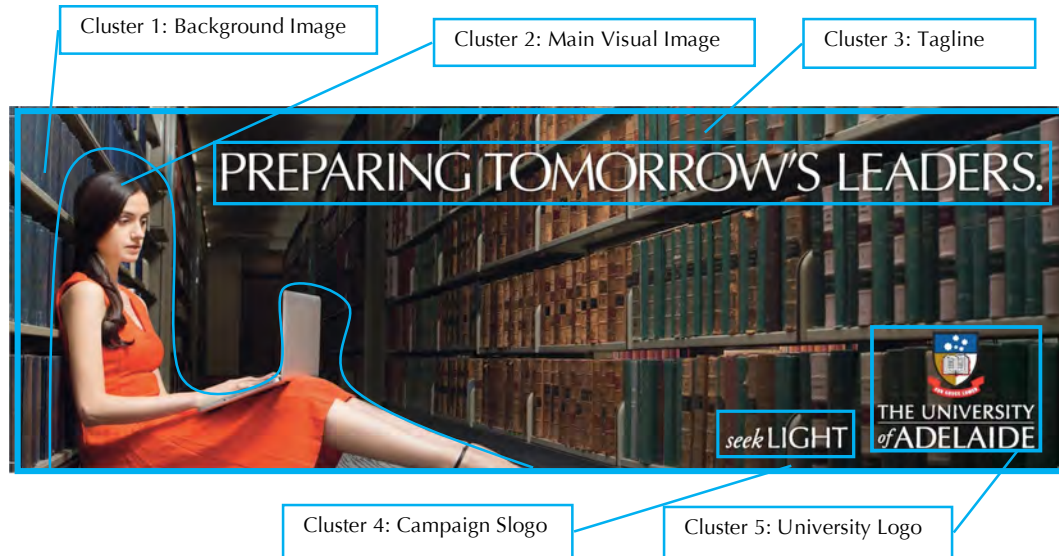 Cluster 1: Background Image
Cluster 2: Main Visual Image
Cluster 3: Tagline
PREPARING TOMORROW'S LEADERS.
seek LIGHT
THE UNIVERSITY
of ADELAIDE
Cluster 4: Campaign Slogo
Cluster 5: University Logo